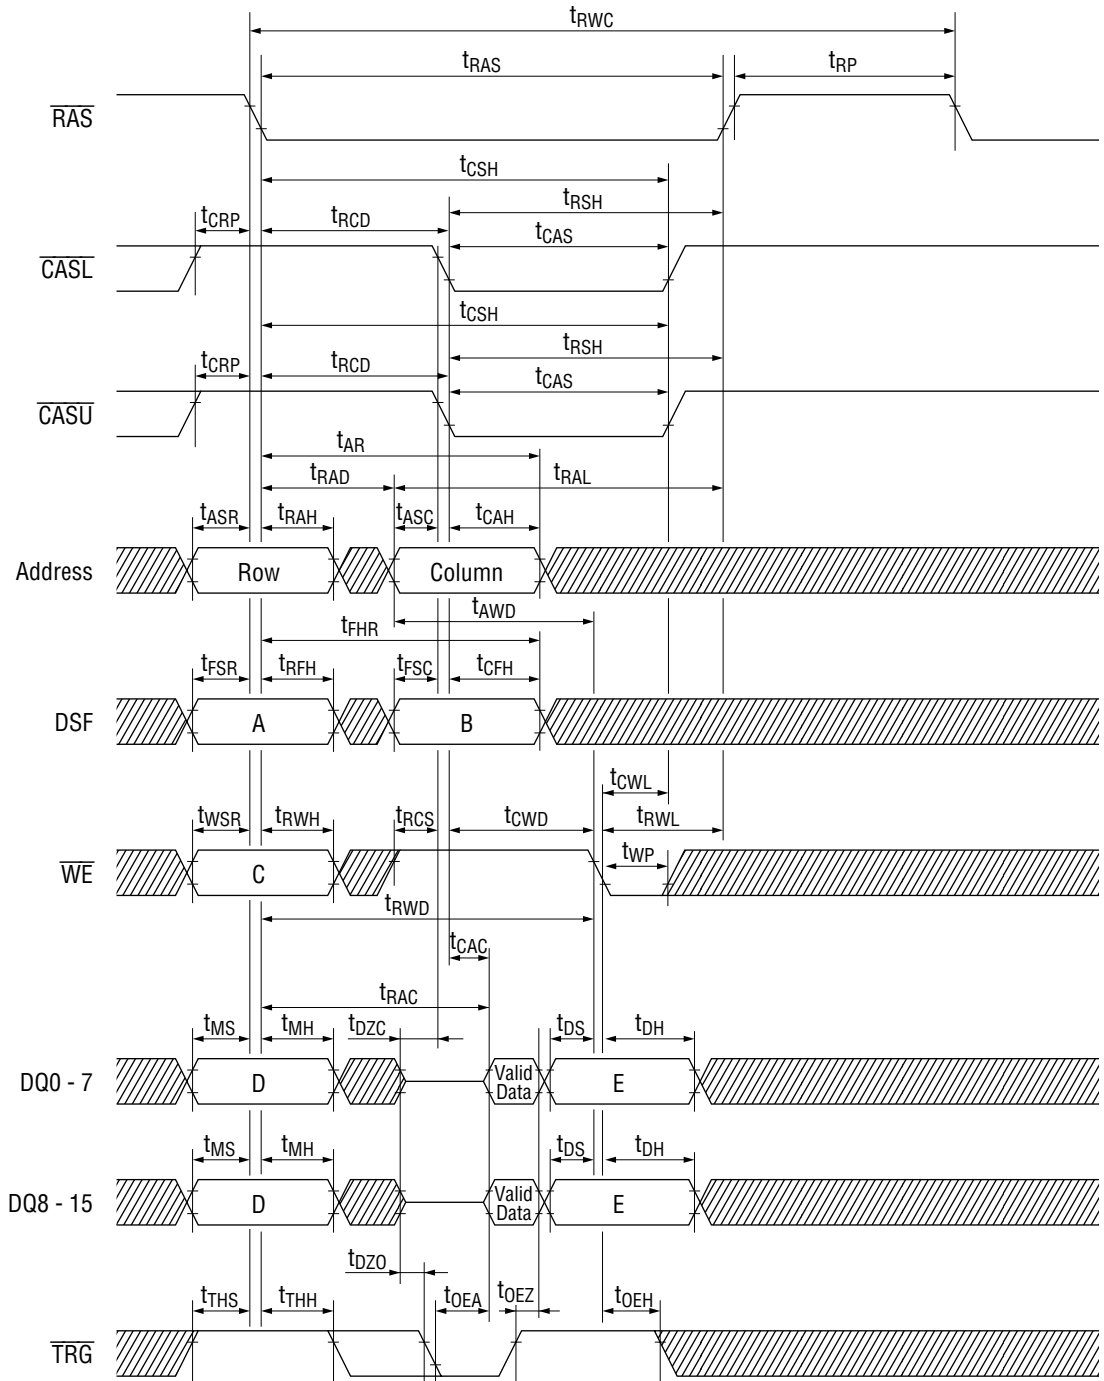 tRWC
tRAS tRP
RAS
tCSH
tRSH
tCRP tRCD
tCAS
CASL
tCSH
tRSH
tCRP tRCD
tCAS
CASU
tAR
tRAD tRAL
tASR tRAH tASC tCAH
Address Row Column
tAWD
tFHR
tFSR tRFH tFSC tCFH
DSF A B
tCWL
tWSR tRWH tRCS tCWD tRWL
tWP
WE C
tRWD
tCAC
tRAC
tMS tMH tDZC tDS tDH
DQ0 - 7 D Valid Data E
tMS tMH tDS tDH
DQ8 - 15 D Valid Data E
tDZO
tTHS tTHH tOEA tOEZ tOEH
TRG